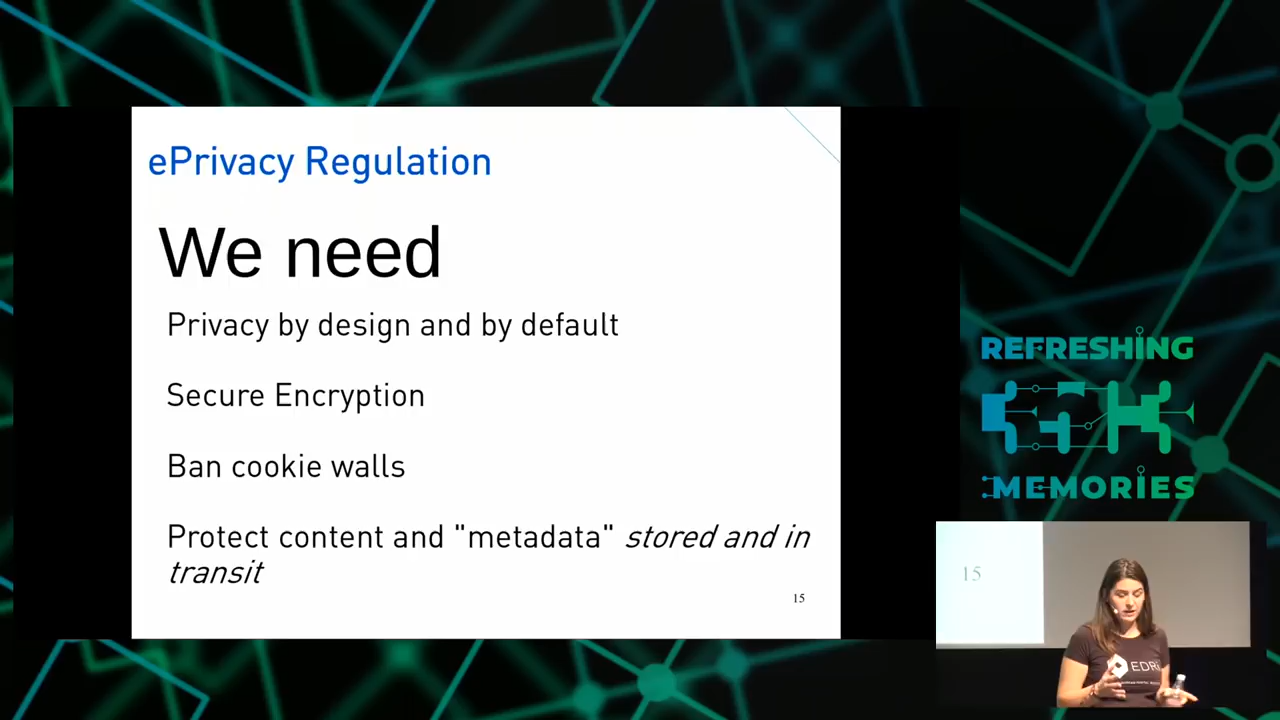 ePrivacy Regulation
We need
Privacy by design and by default
Secure Encryption
Ban cookie walls
Protect content and "metadata" stored and in
transit
15
REFRESHING
MEMORIES
15
EDRi